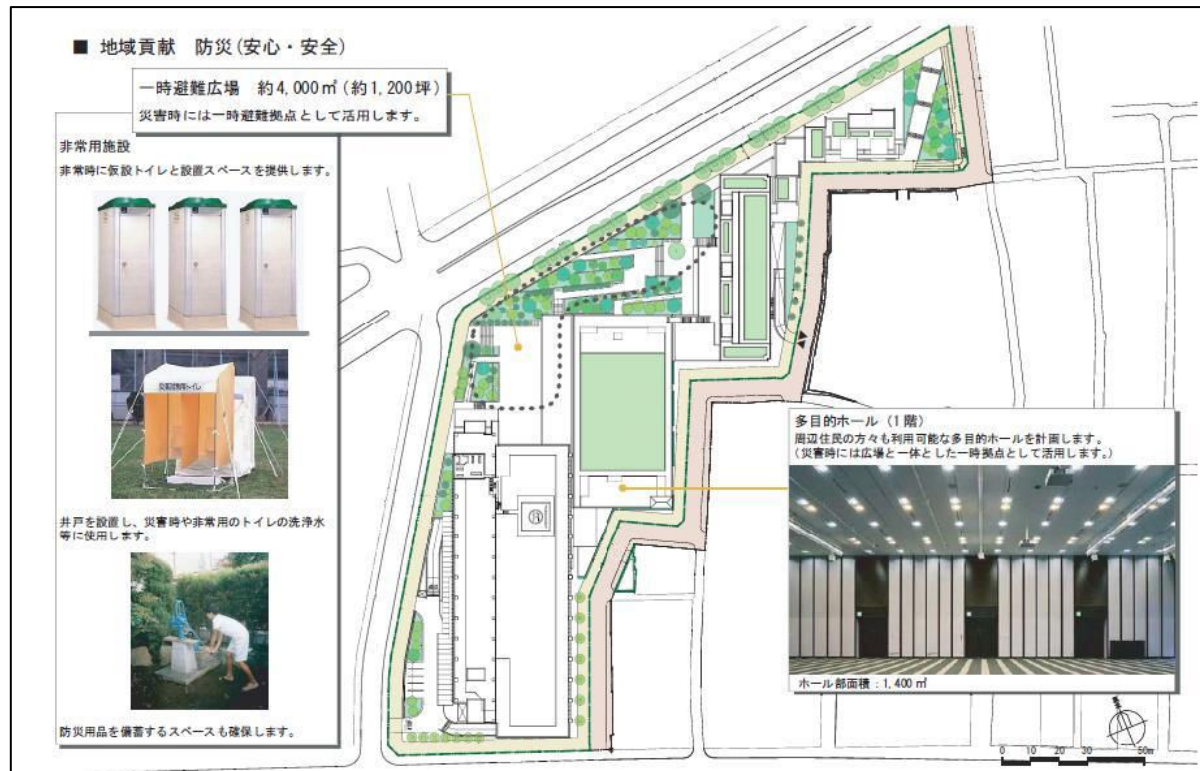 ■ 地域貢献 防災(安心・安全)
一時避難広場 約4,000㎡(約1,200坪)
災害時には一時避難拠点として活用します。
非常用施設
非常時に仮設トイレと設置スペースを提供します。
井戸を設置し、災害時や非常用のトイレの洗浄水
等に使用します。
防災用品を備蓄するスペースも確保します。
多目的ホール(1階)
周辺住民の方々も利用可能な多目的ホールを計画します。
(災害時には広場と一体とした一時拠点として活用します。)
ホール部面積:1,400㎡
0 10 20 30 50m